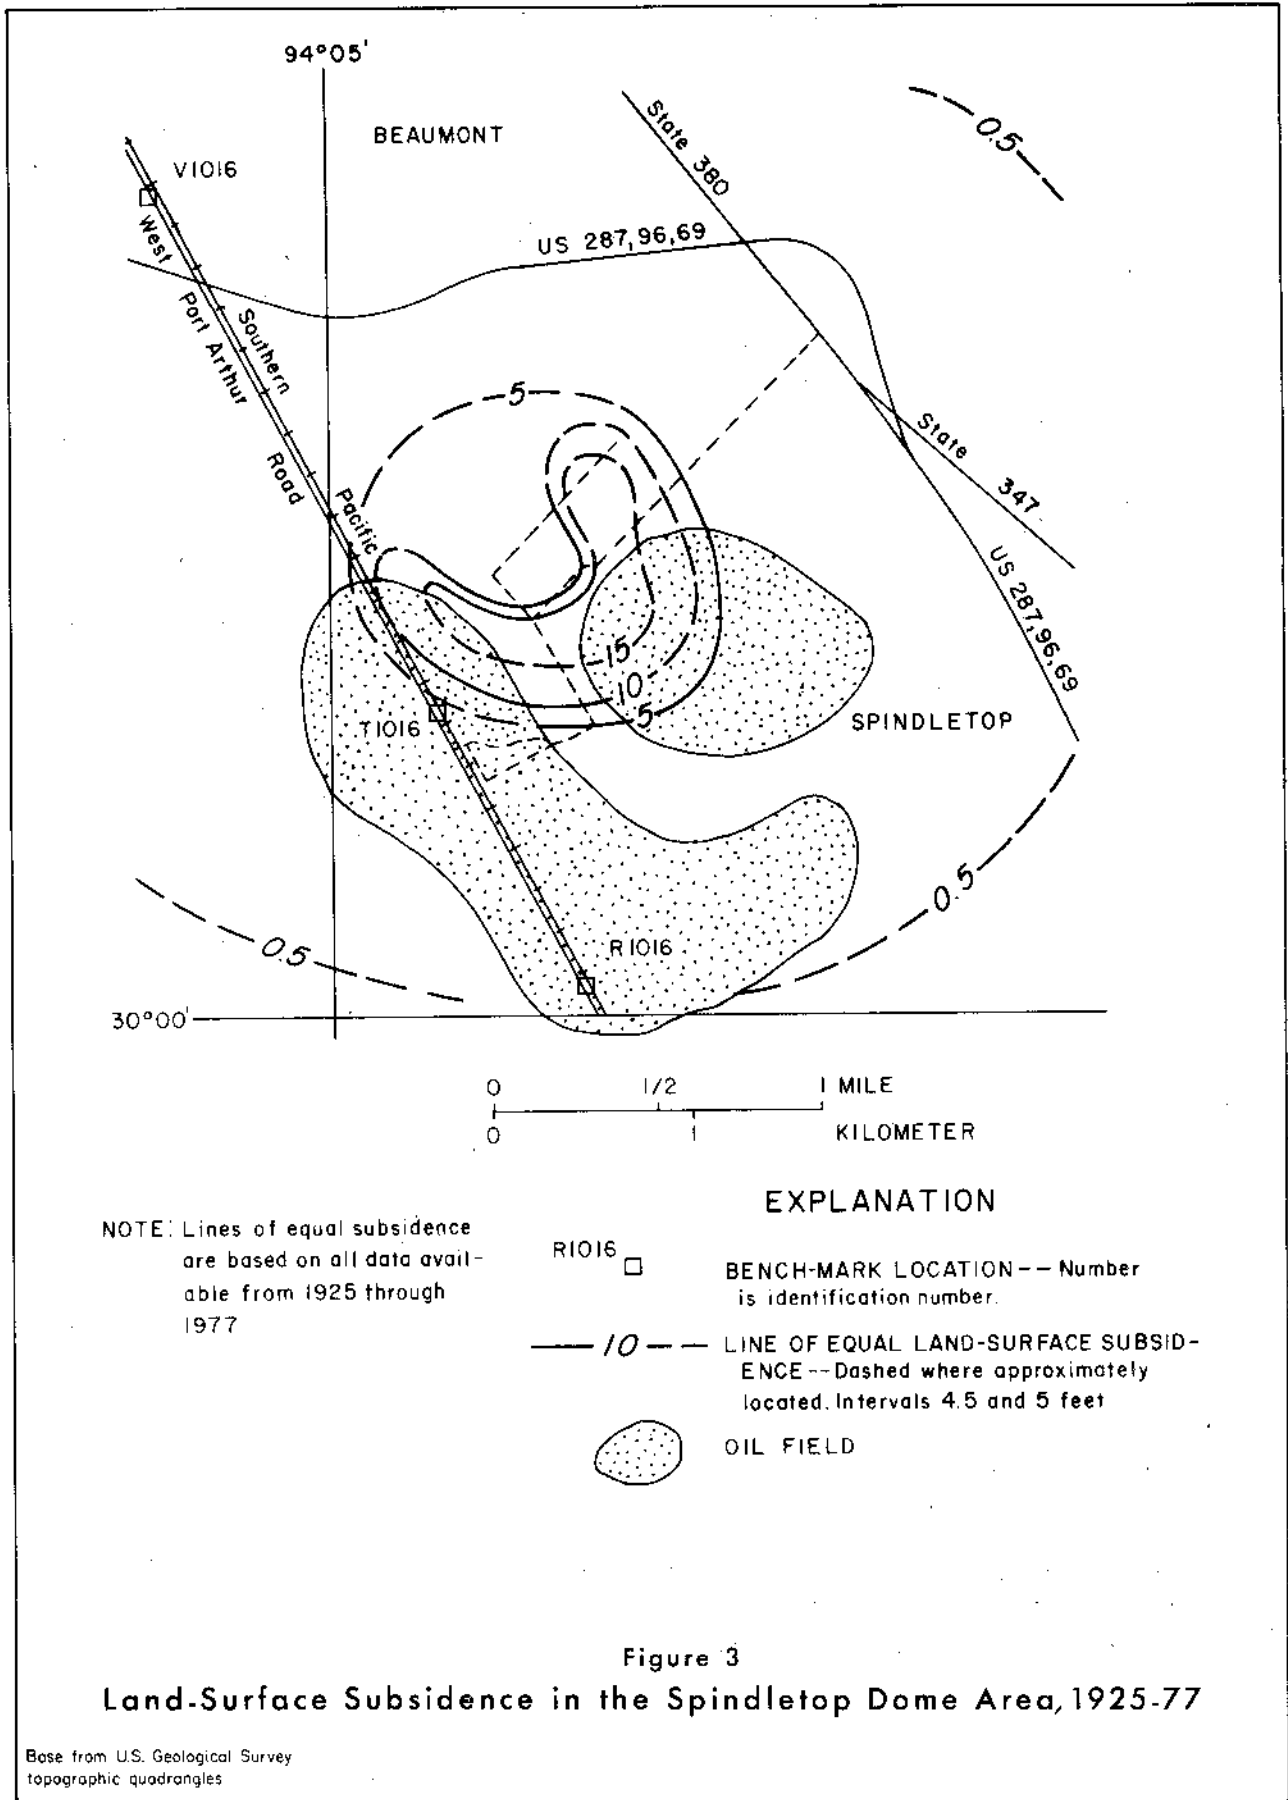 94°05'
BEAUMONT
State 380
0.5
V1016
West Port Arthur Road
Southern Pacific
US 287,96,69
5
State 347
US 287,96,69
15
10
5
T1016
SPINDLETOP
0.5
0.5
R1016
30°00'
0 1/2 1 MILE
0 1 KILOMETER
EXPLANATION
NOTE: Lines of equal subsidence
are based on all data avail-
able from 1925 through
1977
R1016
BENCH-MARK LOCATION -- Number
is identification number.
10
LINE OF EQUAL LAND-SURFACE SUBSID-
ENCE -- Dashed where approximately
located. Intervals 4.5 and 5 feet
OIL FIELD
Figure 3
Land-Surface Subsidence in the Spindletop Dome Area, 1925-77
Base from U.S. Geological Survey
topographic quadrangles